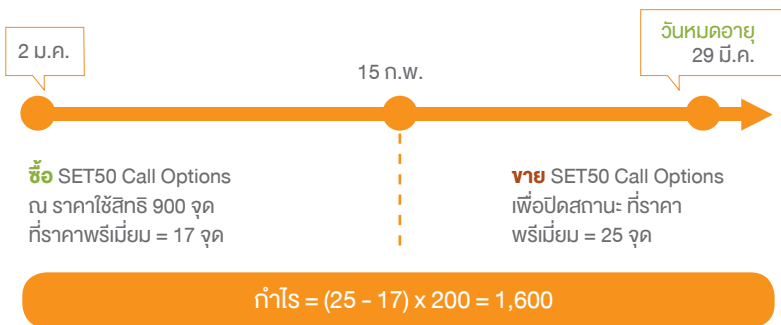 2 ม.ค.
15 ก.พ.
วันหมดอายุ
29 มี.ค.
ซื้อ SET50 Call Options
ณ ราคาใช้สิทธิ 900 จุด
ที่ราคาพรีเมี่ยม = 17 จุด
ขาย SET50 Call Options
เพื่อปิดสถานะ ที่ราคา
พรีเมี่ยม = 25 จุด
กำไร = (25 - 17) x 200 = 1,600